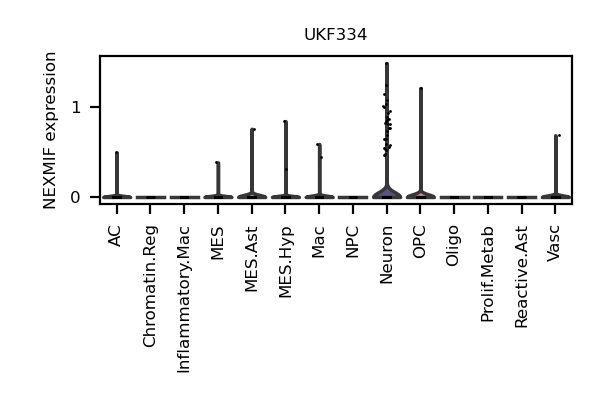 UKF334
NEXMIF expression
1
0
AC
Chromatin.Reg
Inflammatory.Mac
MES
MES.Ast
MES.Hyp
Mac
NPC
Neuron
OPC
Oligo
Prolif.Metab
Reactive.Ast
Vasc